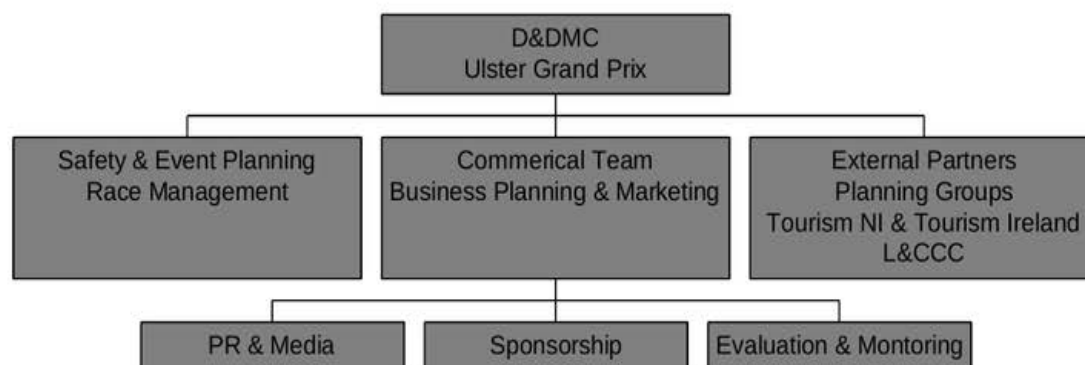 D&DMC
Ulster Grand Prix
Safety & Event Planning
Race Management
Commerical Team
Business Planning & Marketing
External Partners
Planning Groups
Tourism NI & Tourism Ireland
L&CCC
PR & Media
Sponsorship
Evaluation & Montoring